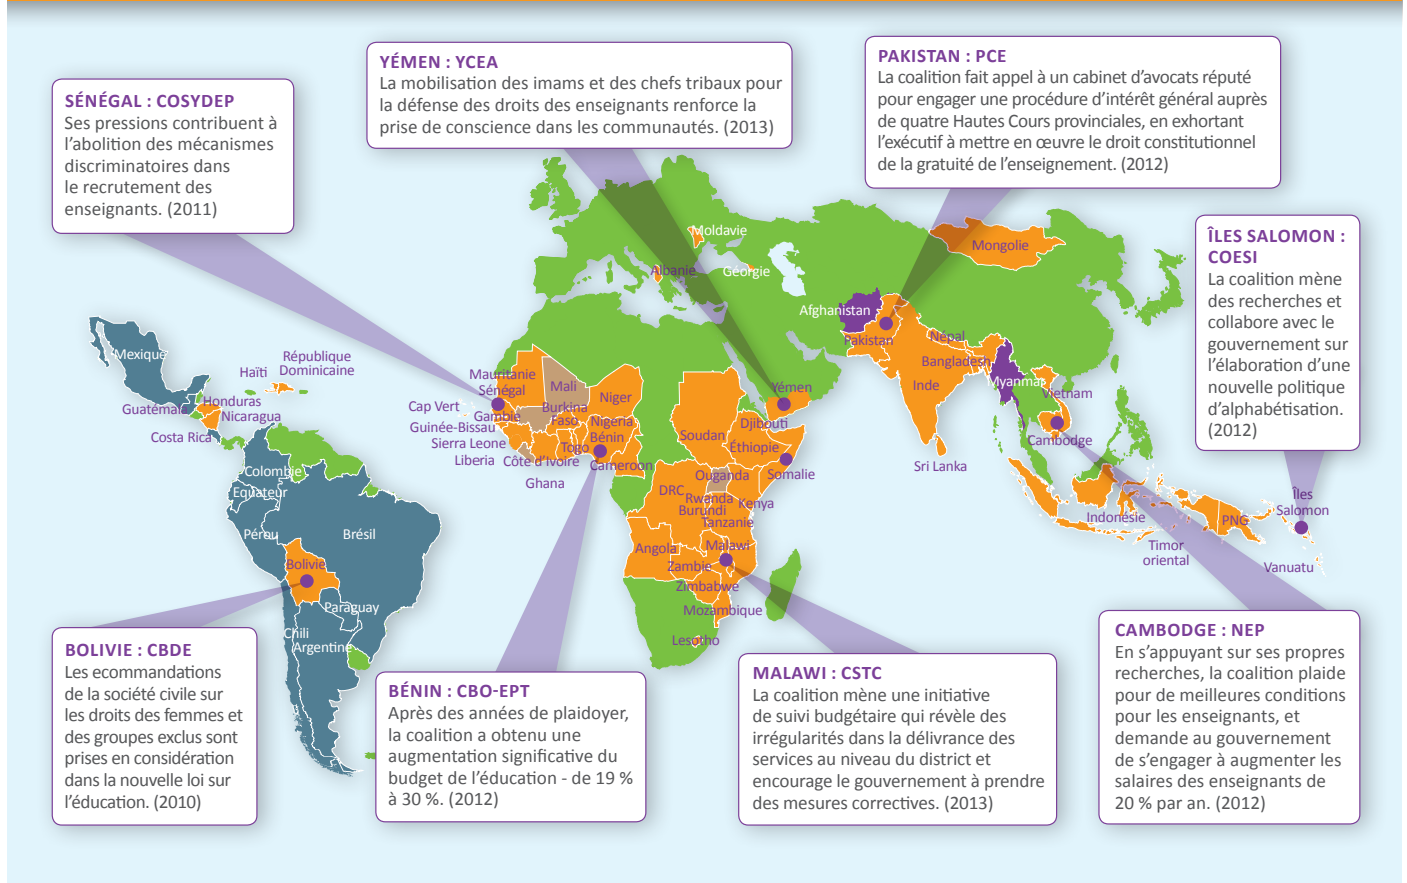 SÉNÉGAL : COSYDEP
Ses pressions contribuent à
l'abolition des mécanismes
discriminatoires dans
le recrutement des
enseignants. (2011)
YÉMEN : YCEA
La mobilisation des imams et des chefs tribaux pour
la défense des droits des enseignants renforce la
prise de conscience dans les communautés. (2013)
PAKISTAN : PCE
La coalition fait appel à un cabinet d'avocats réputé
pour engager une procédure d'intérêt général auprès
de quatre Hautes Cours provinciales, en exhortant
l'exécutif à mettre en œuvre le droit constitutionnel
de la gratuité de l'enseignement. (2012)
ÎLES SALOMON :
COESI
La coalition mène
des recherches et
collabore avec le
gouvernement sur
l'élaboration d'une
nouvelle politique
d'alphabétisation.
(2012)
Moldavie
Albanie
Géorgie
Mongolie
Afghanistan
Pakistan
Népal
Bangladesh
Inde
Myanmar
Vietnam
Cambodge
Sri Lanka
Indonésie
Timor
oriental
PNG
Îles
Salomon
Vanuatu
Mexique
Haïti
République
Dominicaine
Guatémala
Honduras
Nicaragua
Costa Rica
Colombie
Equateur
Pérou
Brésil
Bolivie
Paraguay
Chili
Argentine
Mauritanie
Sénégal
Mali
Niger
Cap Vert
Gambie
Burkina
Faso
Guinée-Bissau
Nigeria
Bénin
Sierra Leone
Togo
Liberia
Côte d'Ivoire
Cameroon
Ghana
Soudan
Yémen
Djibouti
Éthiopie
Somalie
Ouganda
DRC
Rwanda
Burundi
Kenya
Tanzanie
Angola
Malawi
Zambie
Zimbabwe
Mozambique
Lesotho
BOLIVIE : CBDE
Les ecommandations
de la société civile sur
les droits des femmes et
des groupes exclus sont
prises en considération
dans la nouvelle loi sur
l'éducation. (2010)
BÉNIN : CBO-EPT
Après des années de plaidoyer,
la coalition a obtenu une
augmentation significative du
budget de l'éducation - de 19 %
à 30 %. (2012)
MALAWI : CSTC
La coalition mène une initiative
de suivi budgétaire qui révèle des
irrégularités dans la délivrance des
services au niveau du district et
encourage le gouvernement à prendre
des mesures correctives. (2013)
CAMBODGE : NEP
En s'appuyant sur ses propres
recherches, la coalition plaide
pour de meilleures conditions
pour les enseignants, et
demande au gouvernement
de s'engager à augmenter les
salaires des enseignants de
20 % par an. (2012)